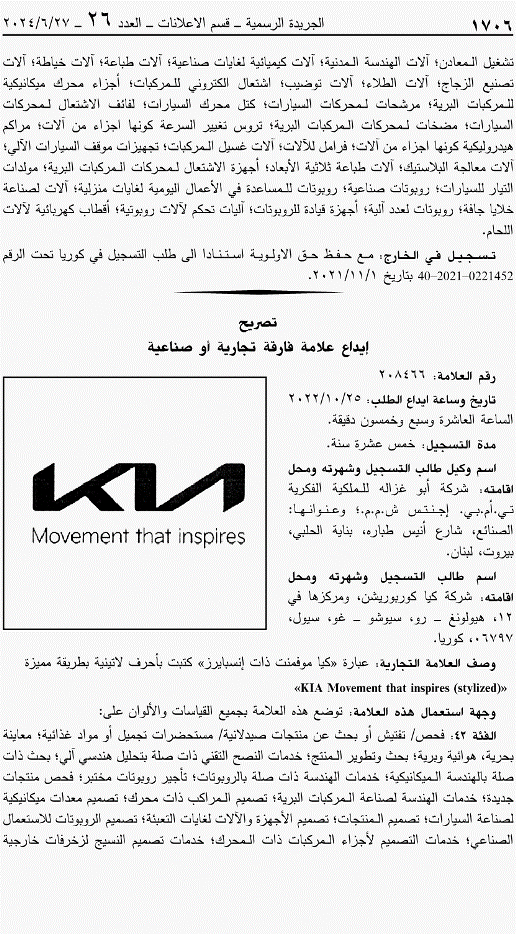 ١٧٠٦ الجريدة الرسمية ــ قسم الاعلانات ــ العدد ٢٦ ــ ٢٠٢٤/٦/٢٧
تشغيل المعادن؛ آلات الهندسة المدنية؛ آلات كيميائية لغايات صناعية؛ آلات طباعة؛ آلات خياطة؛ آلات
تصنيع الزجاج؛ آلات الطلاء؛ آلات توضيب؛ اشتعال الكتروني للمركبات؛ أجزاء محرك ميكانيكية
للمركبات البرية؛ مرشحات لمحركات السيارات؛ كتل محرك السيارات؛ لفائف الاشتعال لمحركات
السيارات؛ مضخات لمحركات المركبات البرية؛ تروس تغيير السرعة كونها اجزاء من آلات؛ مراكم
هيدروليكية كونها اجزاء من آلات؛ فرامل للآلات؛ آلات غسيل المركبات؛ تجهيزات موقف السيارات الآلي؛
آلات معالجة البلاستيك؛ آلات طباعة ثلاثية الأبعاد؛ أجهزة الاشتعال لمحركات المركبات البرية؛ مولدات
التيار للسيارات؛ روبوتات صناعية؛ روبوتات للمساعدة في الأعمال اليومية لغايات منزلية؛ آلات لصناعة
خلايا جافة؛ روبوتات لعدد آلية؛ أجهزة قيادة للروبوتات؛ آليات تحكم لآلات روبوتية؛ أقطاب كهربائية لآلات
اللحام.
تسجيل في الخارج: مع حفظ حق الاولوية استنادا الى طلب التسجيل في كوريا تحت الرقم
40–2021–0221452 بتاريخ ٢٠٢١/١١/١.
تصريح
إيداع علامة فارقة تجارية أو صناعية
رقم العلامة: ٢٠٨٤٦٦
تاريخ وساعة ايداع الطلب: ٢٠٢٢/١٠/٢٥
الساعة العاشرة وسبع وخمسون دقيقة.
مدة التسجيل: خمس عشرة سنة.
اسم وكيل طالب التسجيل وشهرته ومحل
اقامته: شركة أبو غزاله للملكية الفكرية
تي.أم.بي. إجنتس ش.م.م.؛ وعنوانها:
الصنائع، شارع أنيس طباره، بناية الحلبي،
بيروت، لبنان.
اسم طالب التسجيل وشهرته ومحل
اقامته: شركة كيا كوربوريشن، ومركزها في
١٢، هيولونغ ــ رو، سيوشو ــ غو، سيول،
٠٦٧٩٧، كوريا.
KIA
Movement that inspires
وصف العلامة التجارية: عبارة «كيا موفمنت ذات إنسبايرز» كتبت بأحرف لاتينية بطريقة مميزة
«KIA Movement that inspires (stylized)»
وجهة استعمال هذه العلامة: توضع هذه العلامة بجميع القياسات والألوان على:
الفئة ٤٢: فحص/ تفتيش أو بحث عن منتجات صيدلانية/ مستحضرات تجميل أو مواد غذائية؛ معاينة
بحرية، هوائية وبرية؛ بحث وتطوير المنتج؛ خدمات النصح التقني ذات صلة بتحليل هندسي آلي؛ بحث ذات
صلة بالهندسة الميكانيكية؛ خدمات الهندسة ذات صلة بالروبوتات؛ تأجير روبوتات مختبر؛ فحص منتجات
جديدة؛ خدمات الهندسة لصناعة المركبات البرية؛ تصميم المراكب ذات محرك؛ تصميم معدات ميكانيكية
لصناعة السيارات؛ تصميم المنتجات؛ تصميم الأجهزة والآلات لغايات التعبئة؛ تصميم الروبوتات للاستعمال
الصناعي؛ خدمات التصميم لأجزاء المركبات ذات المحرك؛ خدمات تصميم النسيج لزخرفات خارجية